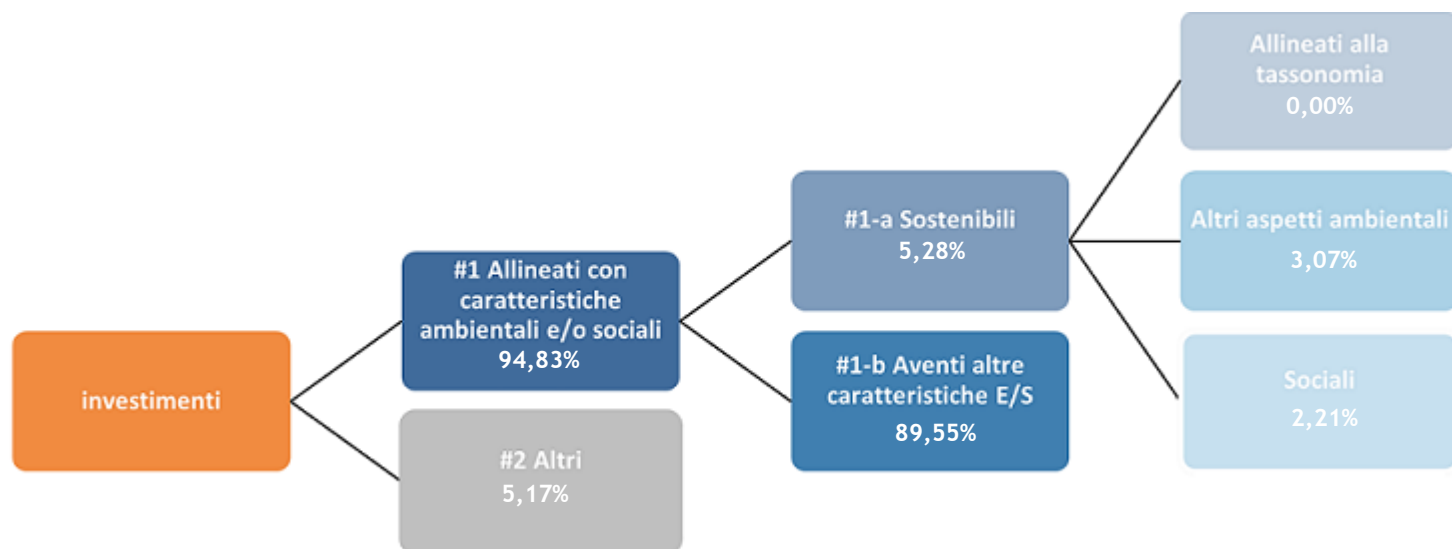 investimenti
#1 Allineati con
caratteristiche
ambientali e/o sociali
94,83%
#2 Altri
5,17%
#1-a Sostenibili
5,28%
#1-b Aventi altre
caratteristiche E/S
89,55%
Allineati alla
tassonomia
0,00%
Altri aspetti ambientali
3,07%
Sociali
2,21%